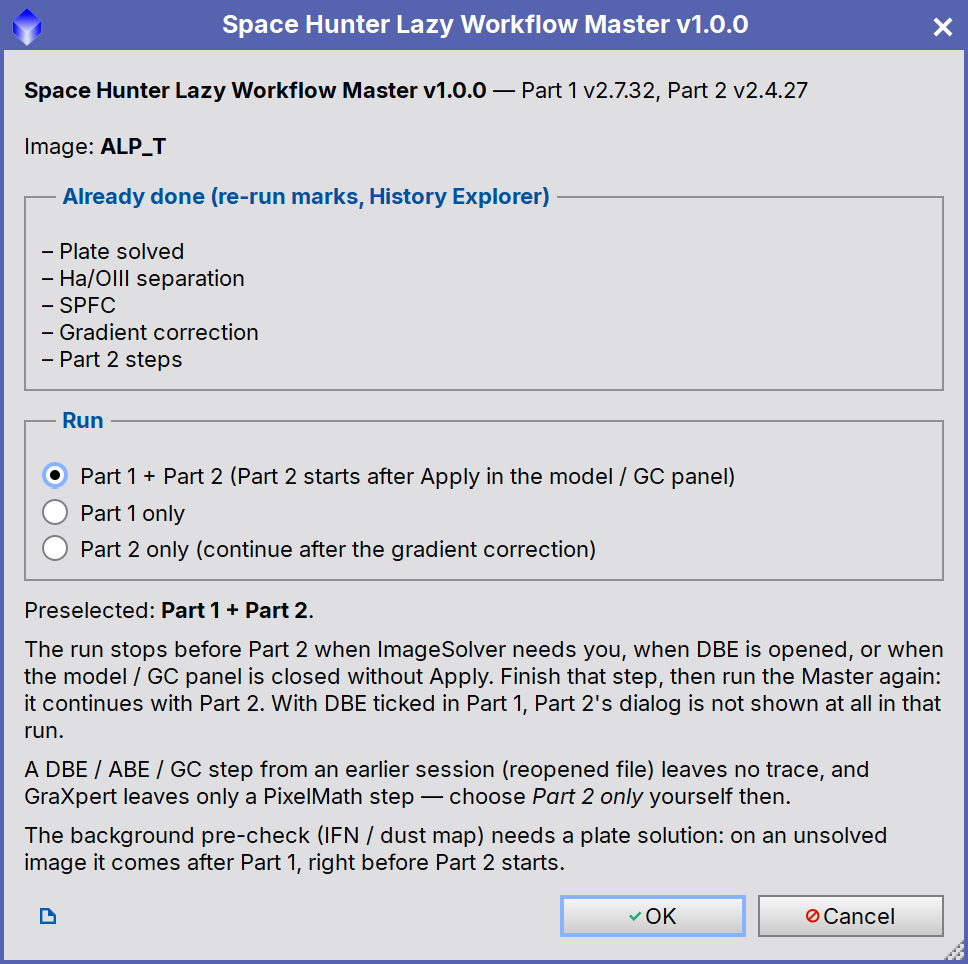 Space Hunter Lazy Workflow Master v1.0.0
Space Hunter Lazy Workflow Master v1.0.0 — Part 1 v2.7.32, Part 2 v2.4.27
Image: ALP_T
Already done (re-run marks, History Explorer)
– Plate solved
– Ha/OIII separation
– SPFC
– Gradient correction
– Part 2 steps
Run
Part 1 + Part 2 (Part 2 starts after Apply in the model / GC panel)
Part 1 only
Part 2 only (continue after the gradient correction)
Preselected: Part 1 + Part 2.
The run stops before Part 2 when ImageSolver needs you, when DBE is opened, or when
the model / GC panel is closed without Apply. Finish that step, then run the Master again:
it continues with Part 2. With DBE ticked in Part 1, Part 2's dialog is not shown at all in that
run.
A DBE / ABE / GC step from an earlier session (reopened file) leaves no trace, and
GraXpert leaves only a PixelMath step — choose Part 2 only yourself then.
The background pre-check (IFN / dust map) needs a plate solution: on an unsolved
image it comes after Part 1, right before Part 2 starts.
OK
Cancel